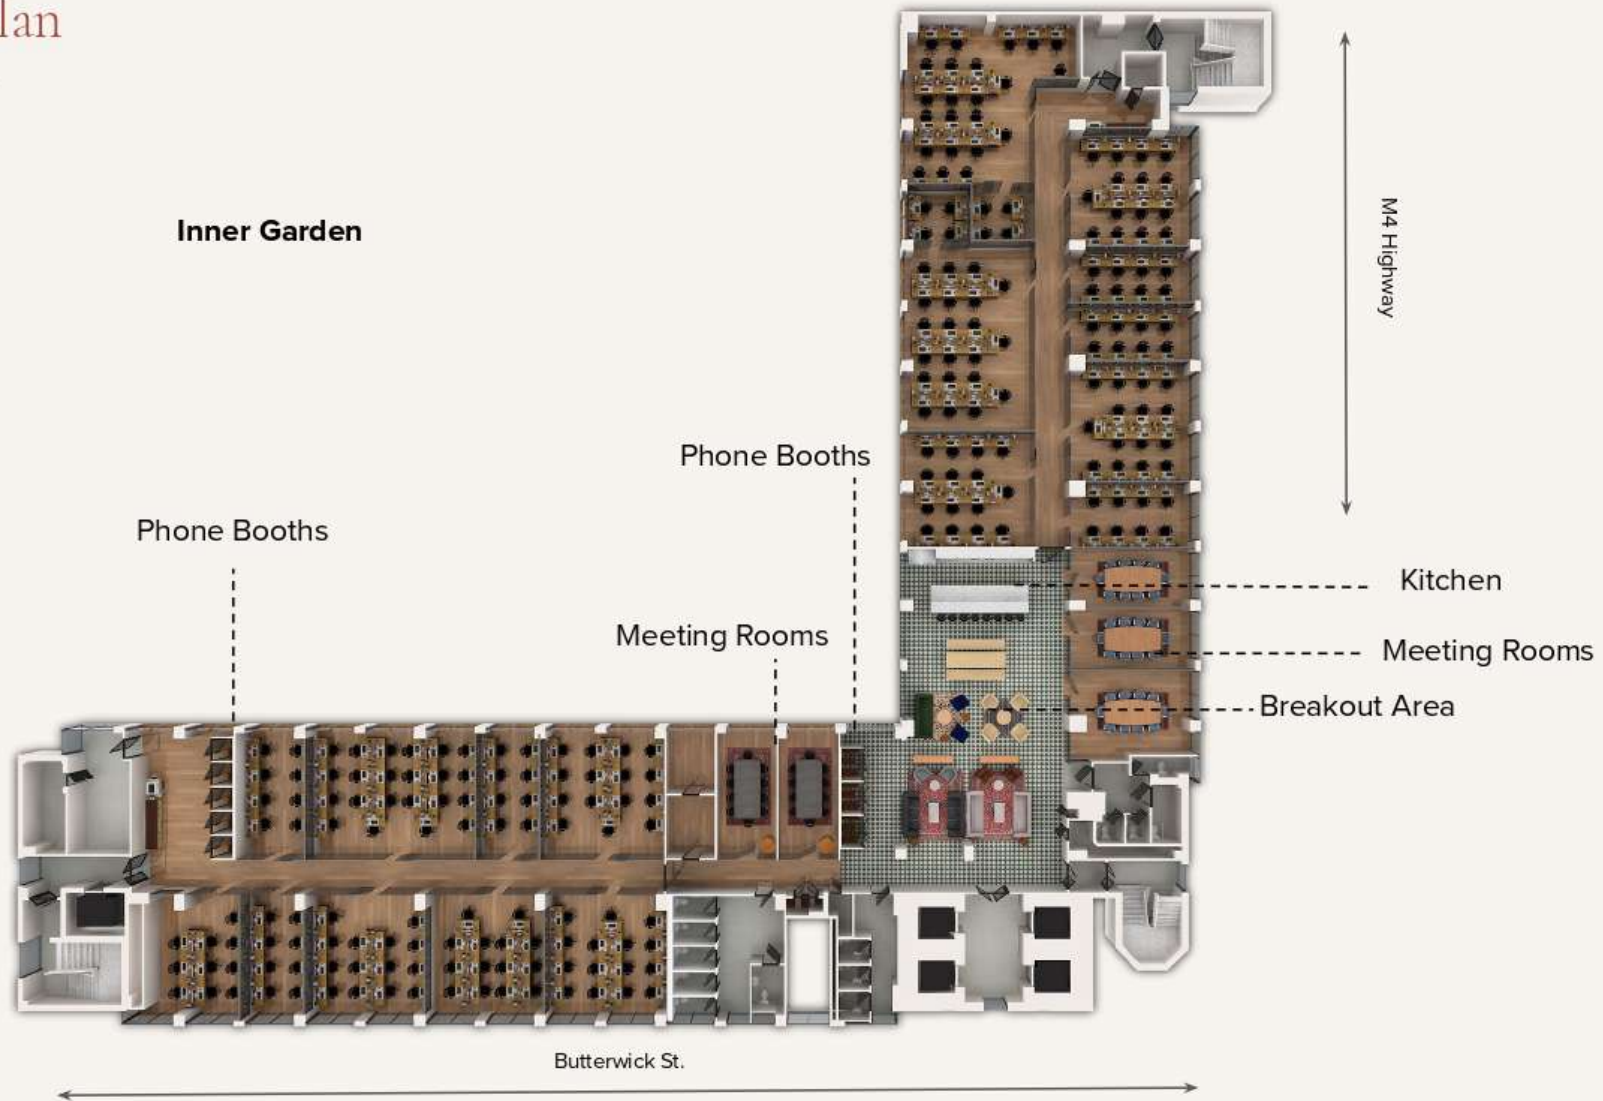 lan
Inner Garden
M4 Highway
Phone Booths
Phone Booths
Kitchen
Meeting Rooms
Meeting Rooms
Breakout Area
Butterwick St.